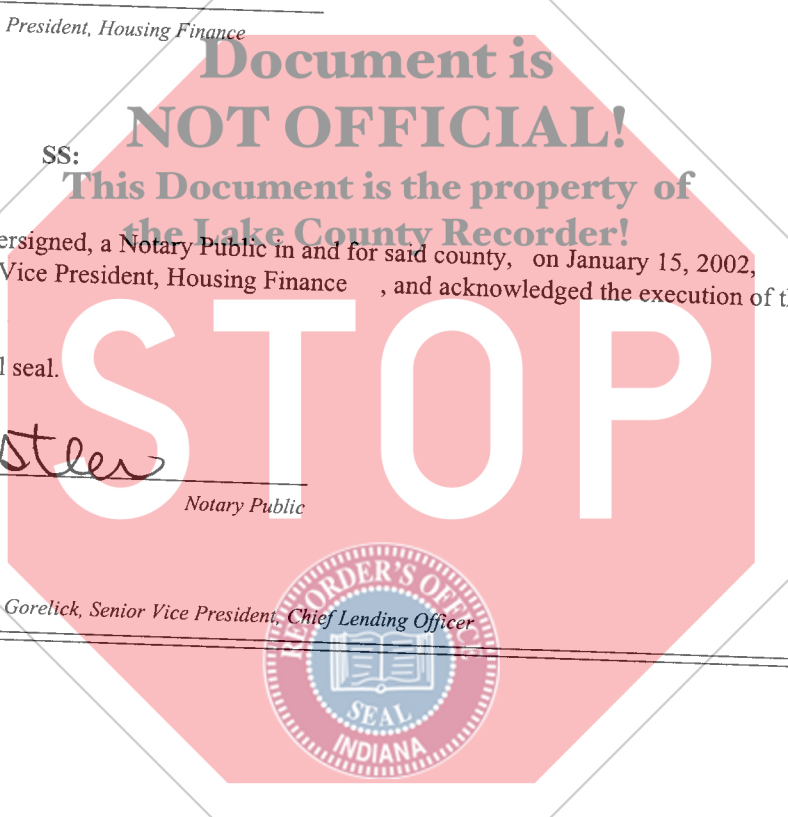 President, Housing Finance
Document is
NOT OFFICIAL!
SS:
This Document is the property of
the Lake County Recorder!
ersigned, a Notary Public in and for said county, on January 15, 2002,
Vice President, Housing Finance , and acknowledged the execution of t
l seal.
STOP
Notary Public
Gorelick, Senior Vice President, Chief Lending Officer
RECORDER'S OFFICE
SEAL
INDIANA